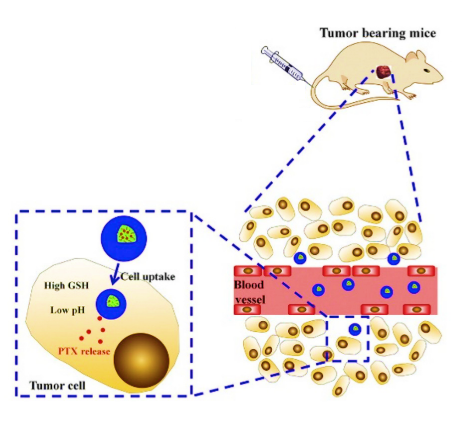 Tumor bearing mice
Cell uptake
High GSH
Low pH
PTX release
Tumor cell
Blood
vessel